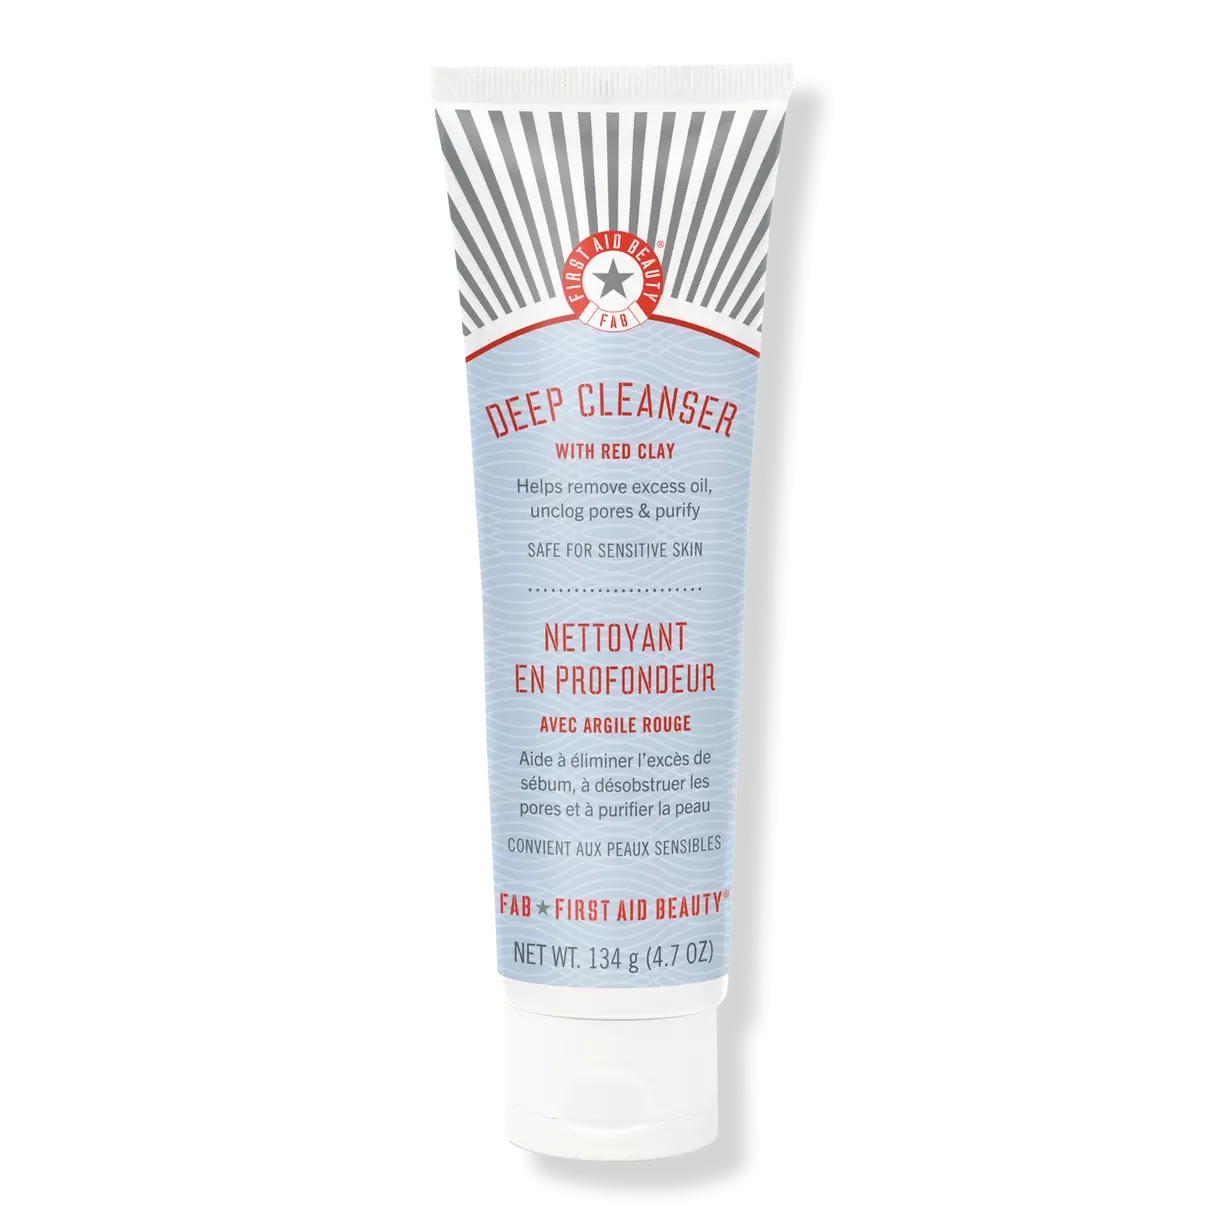 FIRST AID BEAUTY®
FAB
DEEP CLEANSER
WITH RED CLAY
Helps remove excess oil,
unclog pores & purify
SAFE FOR SENSITIVE SKIN
NETTOYANT
EN PROFONDEUR
AVEC ARGILE ROUGE
Aide à éliminer l'excès de
sébum, à désobstruer les
pores et à purifier la peau
CONVIENT AUX PEAUX SENSIBLES
FAB★FIRST AID BEAUTY®
NET WT. 134 g (4.7 OZ)